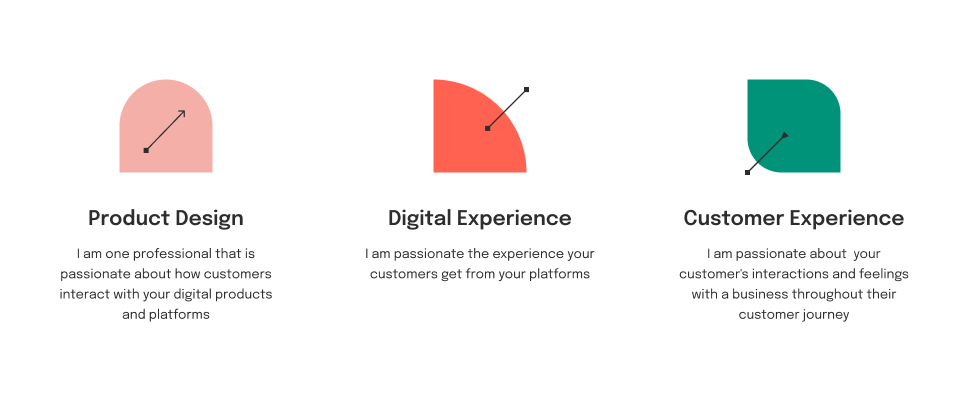 Product Design
I am one professional that is
passionate about how customers
interact with your digital products
and platforms
Digital Experience
I am passionate the experience your
customers get from your platforms
Customer Experience
I am passionate about  your
customer's interactions and feelings
with a business throughout their
customer journey